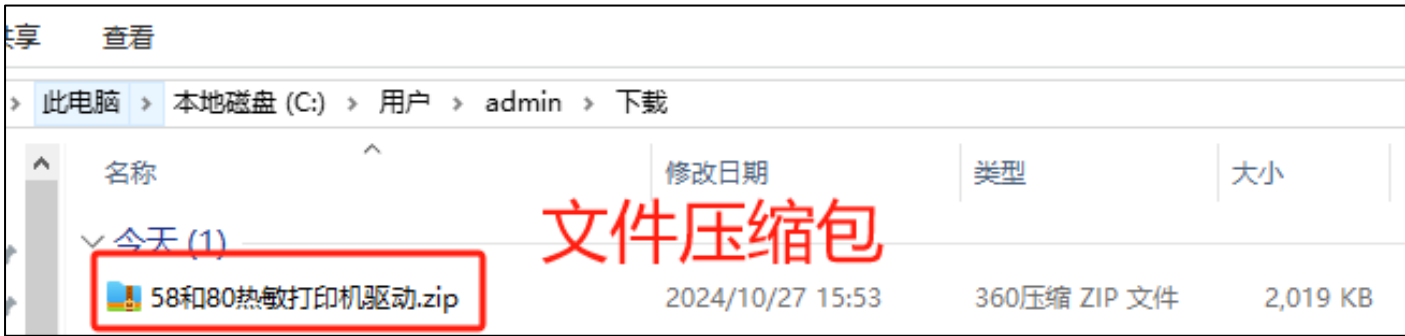 共享 查看
此电脑 > 本地磁盘 (C:) > 用户 > admin > 下载
名称 修改日期 类型 大小
今天 (1)
文件压缩包
58和80热敏打印机驱动.zip 2024/10/27 15:53 360压缩 ZIP 文件 2,019 KB